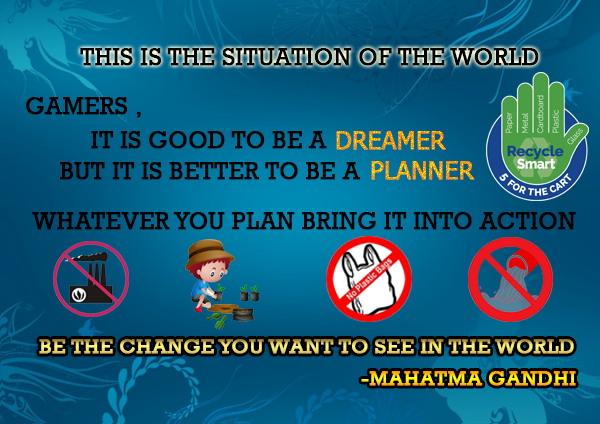 THIS IS THE SITUATION OF THE WORLD
GAMERS ,
IT IS GOOD TO BE A DREAMER
BUT IT IS BETTER TO BE A PLANNER
Paper
Metal
Cardboard
Plastic
Glass
Recycle
Smart
5 FOR THE CART
WHATEVER YOU PLAN BRING IT INTO ACTION
No Plastic Bags
BE THE CHANGE YOU WANT TO SEE IN THE WORLD
-MAHATMA GANDHI